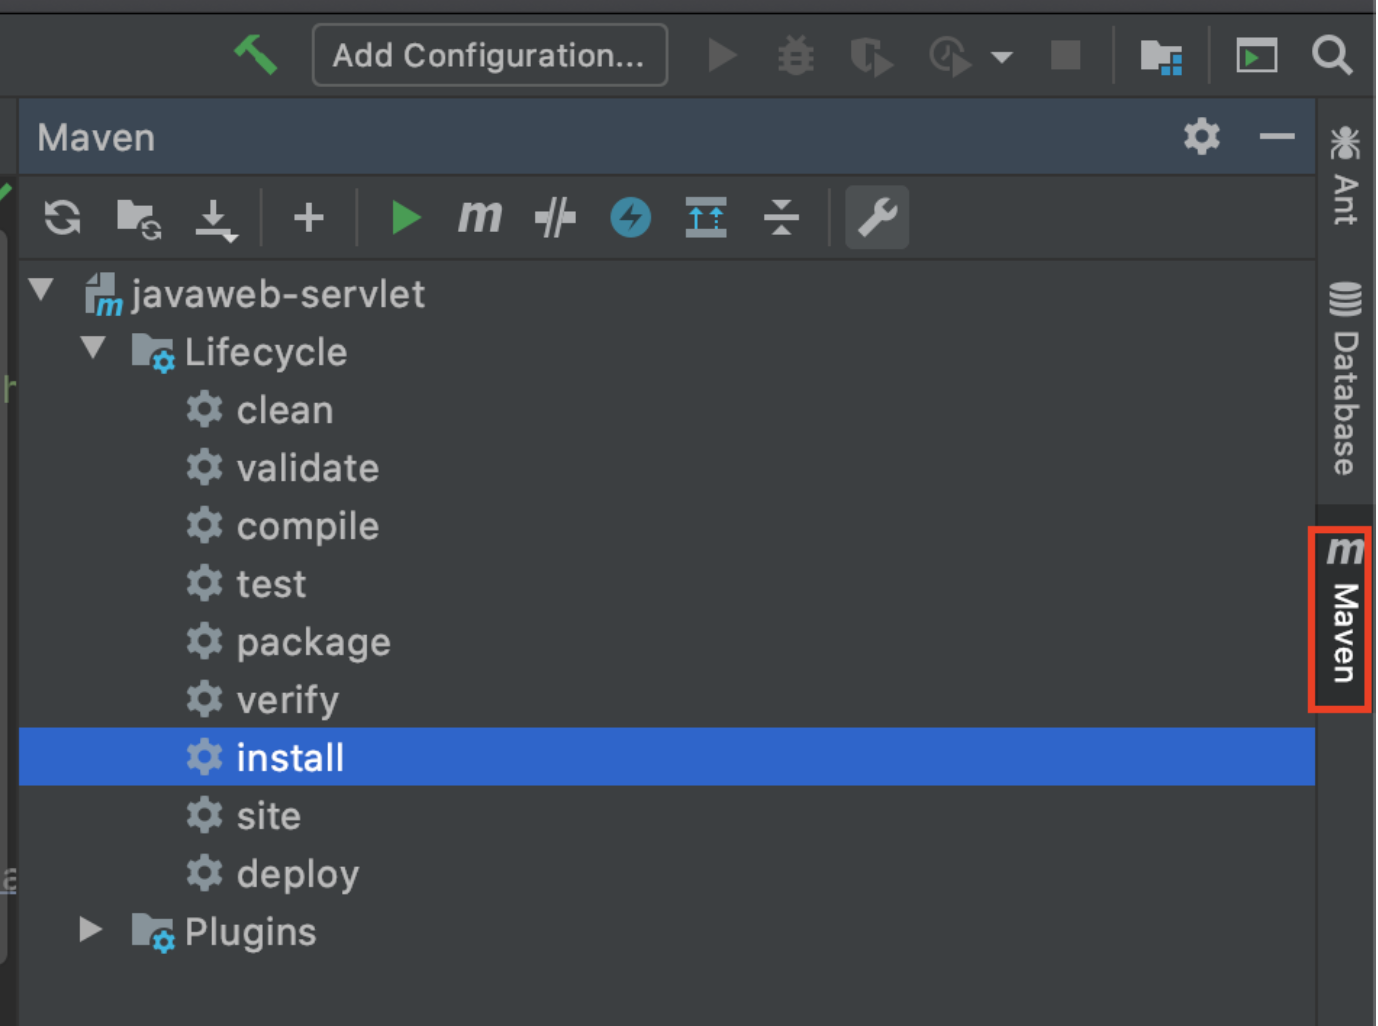 Add Configuration...
Maven
m
javaweb-servlet
Lifecycle
clean
validate
compile
test
package
verify
install
site
deploy
Plugins
Ant
Database
m Maven